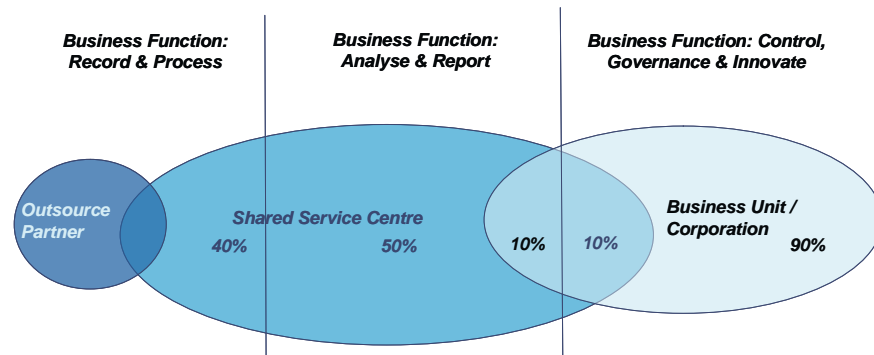 Business Function:
Record & Process
Business Function:
Analyse & Report
Business Function: Control,
Governance & Innovate
Outsource
Partner
Shared Service Centre
40%
50%
10%
10%
Business Unit /
Corporation
90%